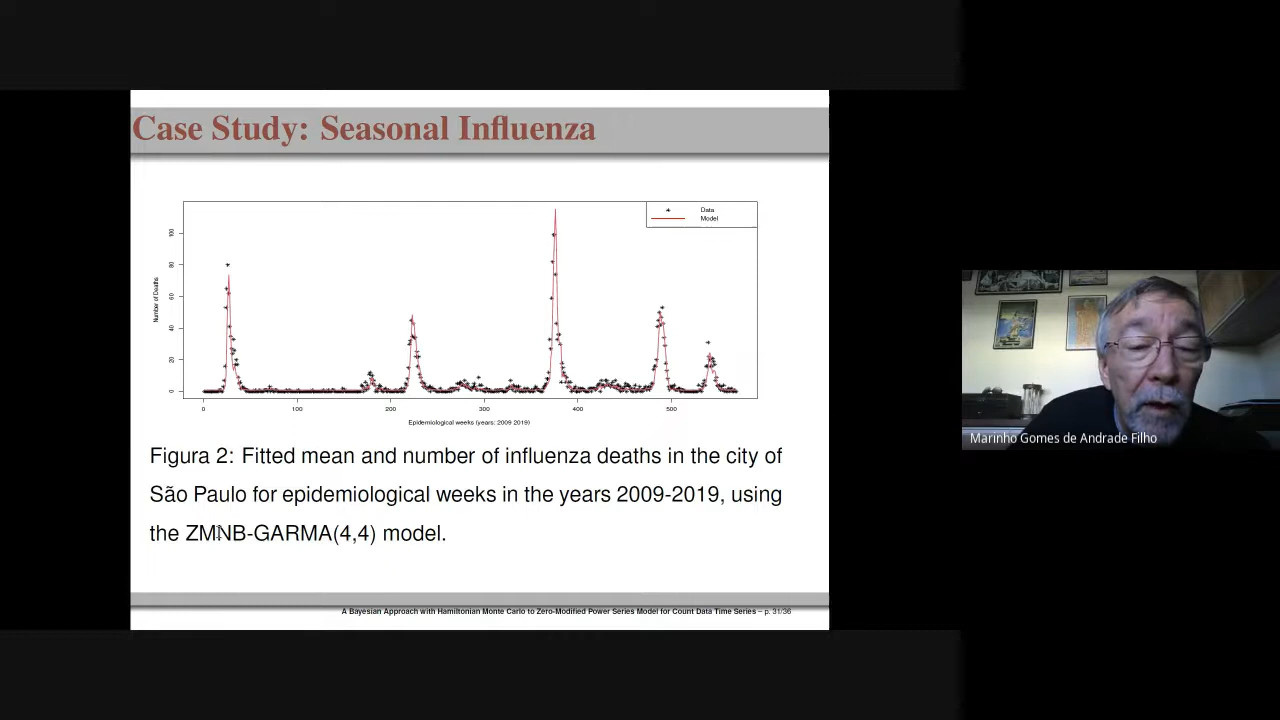 Case Study: Seasonal Influenza
Data
Model
Number of Deaths
0
20
40
60
80
100
0
100
200
300
400
500
Epidemiological weeks (years: 2009 2019)
Figura 2: Fitted mean and number of influenza deaths in the city of
São Paulo for epidemiological weeks in the years 2009-2019, using
the ZMNB-GARMA(4,4) model.
A Bayesian Approach with Hamiltonian Monte Carlo to Zero-Modified Power Series Model for Count Data Time Series – p. 31/36
Marinho Gomes de Andrade Filho